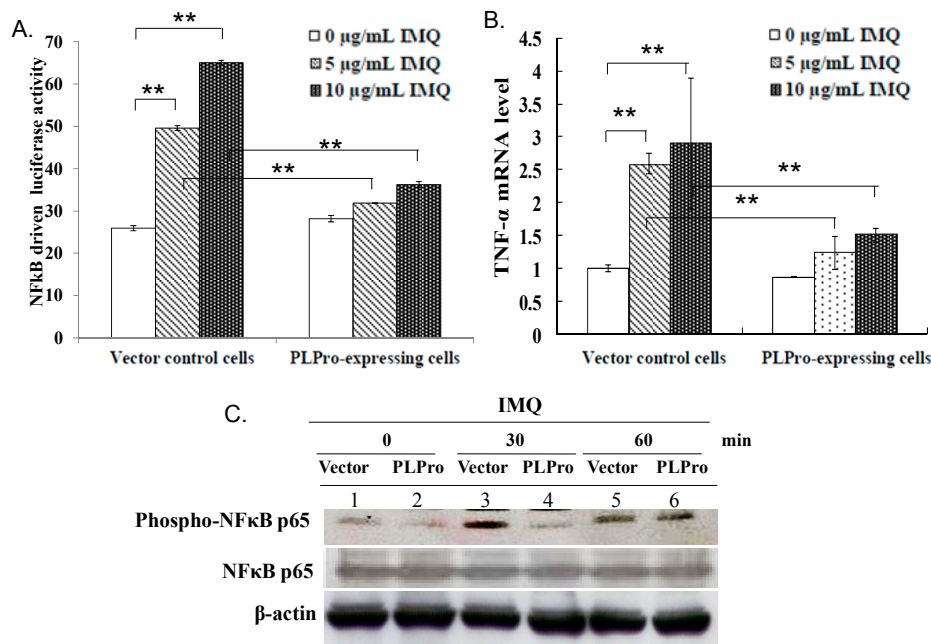 A.
NFkB driven luciferase activity
70
60
50
40
30
20
10
0
**
**
**
**
0 µg/mL IMQ
5 µg/mL IMQ
10 µg/mL IMQ
Vector control cells PLPro-expressing cells
B.
TNF-α mRNA level
4.5
4
3.5
3
2.5
2
1.5
1
0.5
0
**
**
**
**
0 µg/mL IMQ
5 µg/mL IMQ
10 µg/mL IMQ
Vector control cells PLPro-expressing cells
C.
IMQ
0 30 60 min
Vector PLPro Vector PLPro Vector PLPro
1 2 3 4 5 6
Phospho-NFκB p65
NFκB p65
β-actin